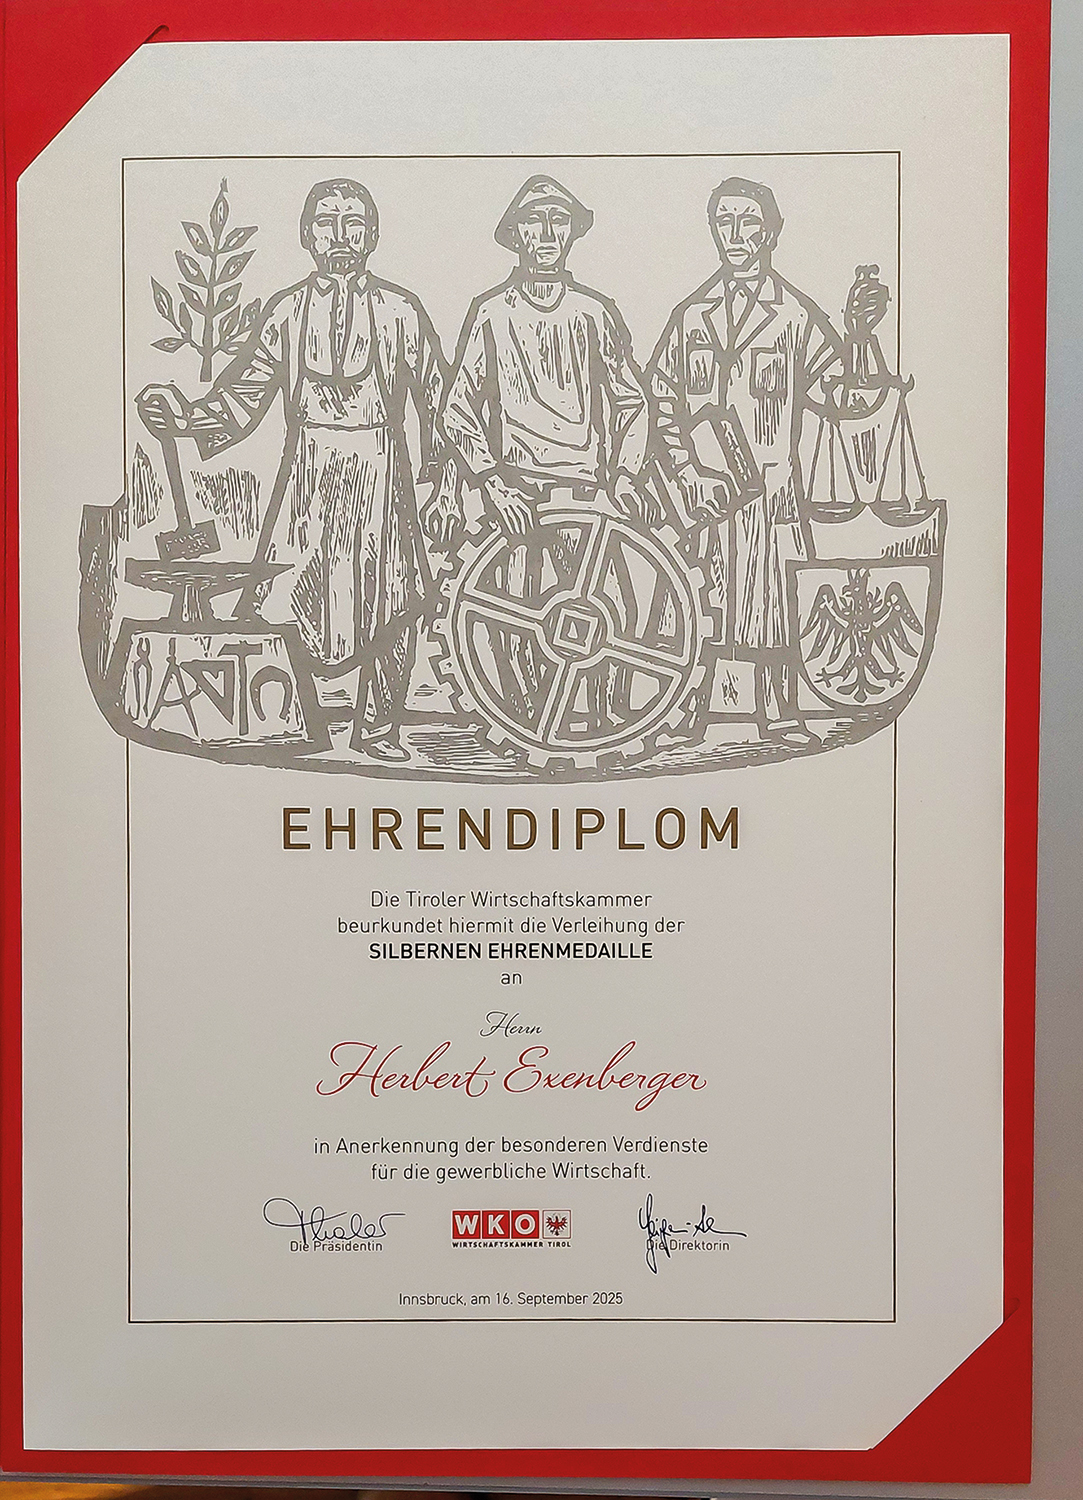 EHRENDIPLOM
Die Tiroler Wirtschaftskammer
beurkundet hiermit die Verleihung der
SILBERNEN EHRENMEDAILLE
an
Herrn
Herbert Exenberger
in Anerkennung der besonderen Verdienste
für die gewerbliche Wirtschaft.
Thaler
Die Präsidentin
WKO
WIRTSCHAFTSKAMMER TIROL
Die Direktorin
Innsbruck, am 16. September 2025